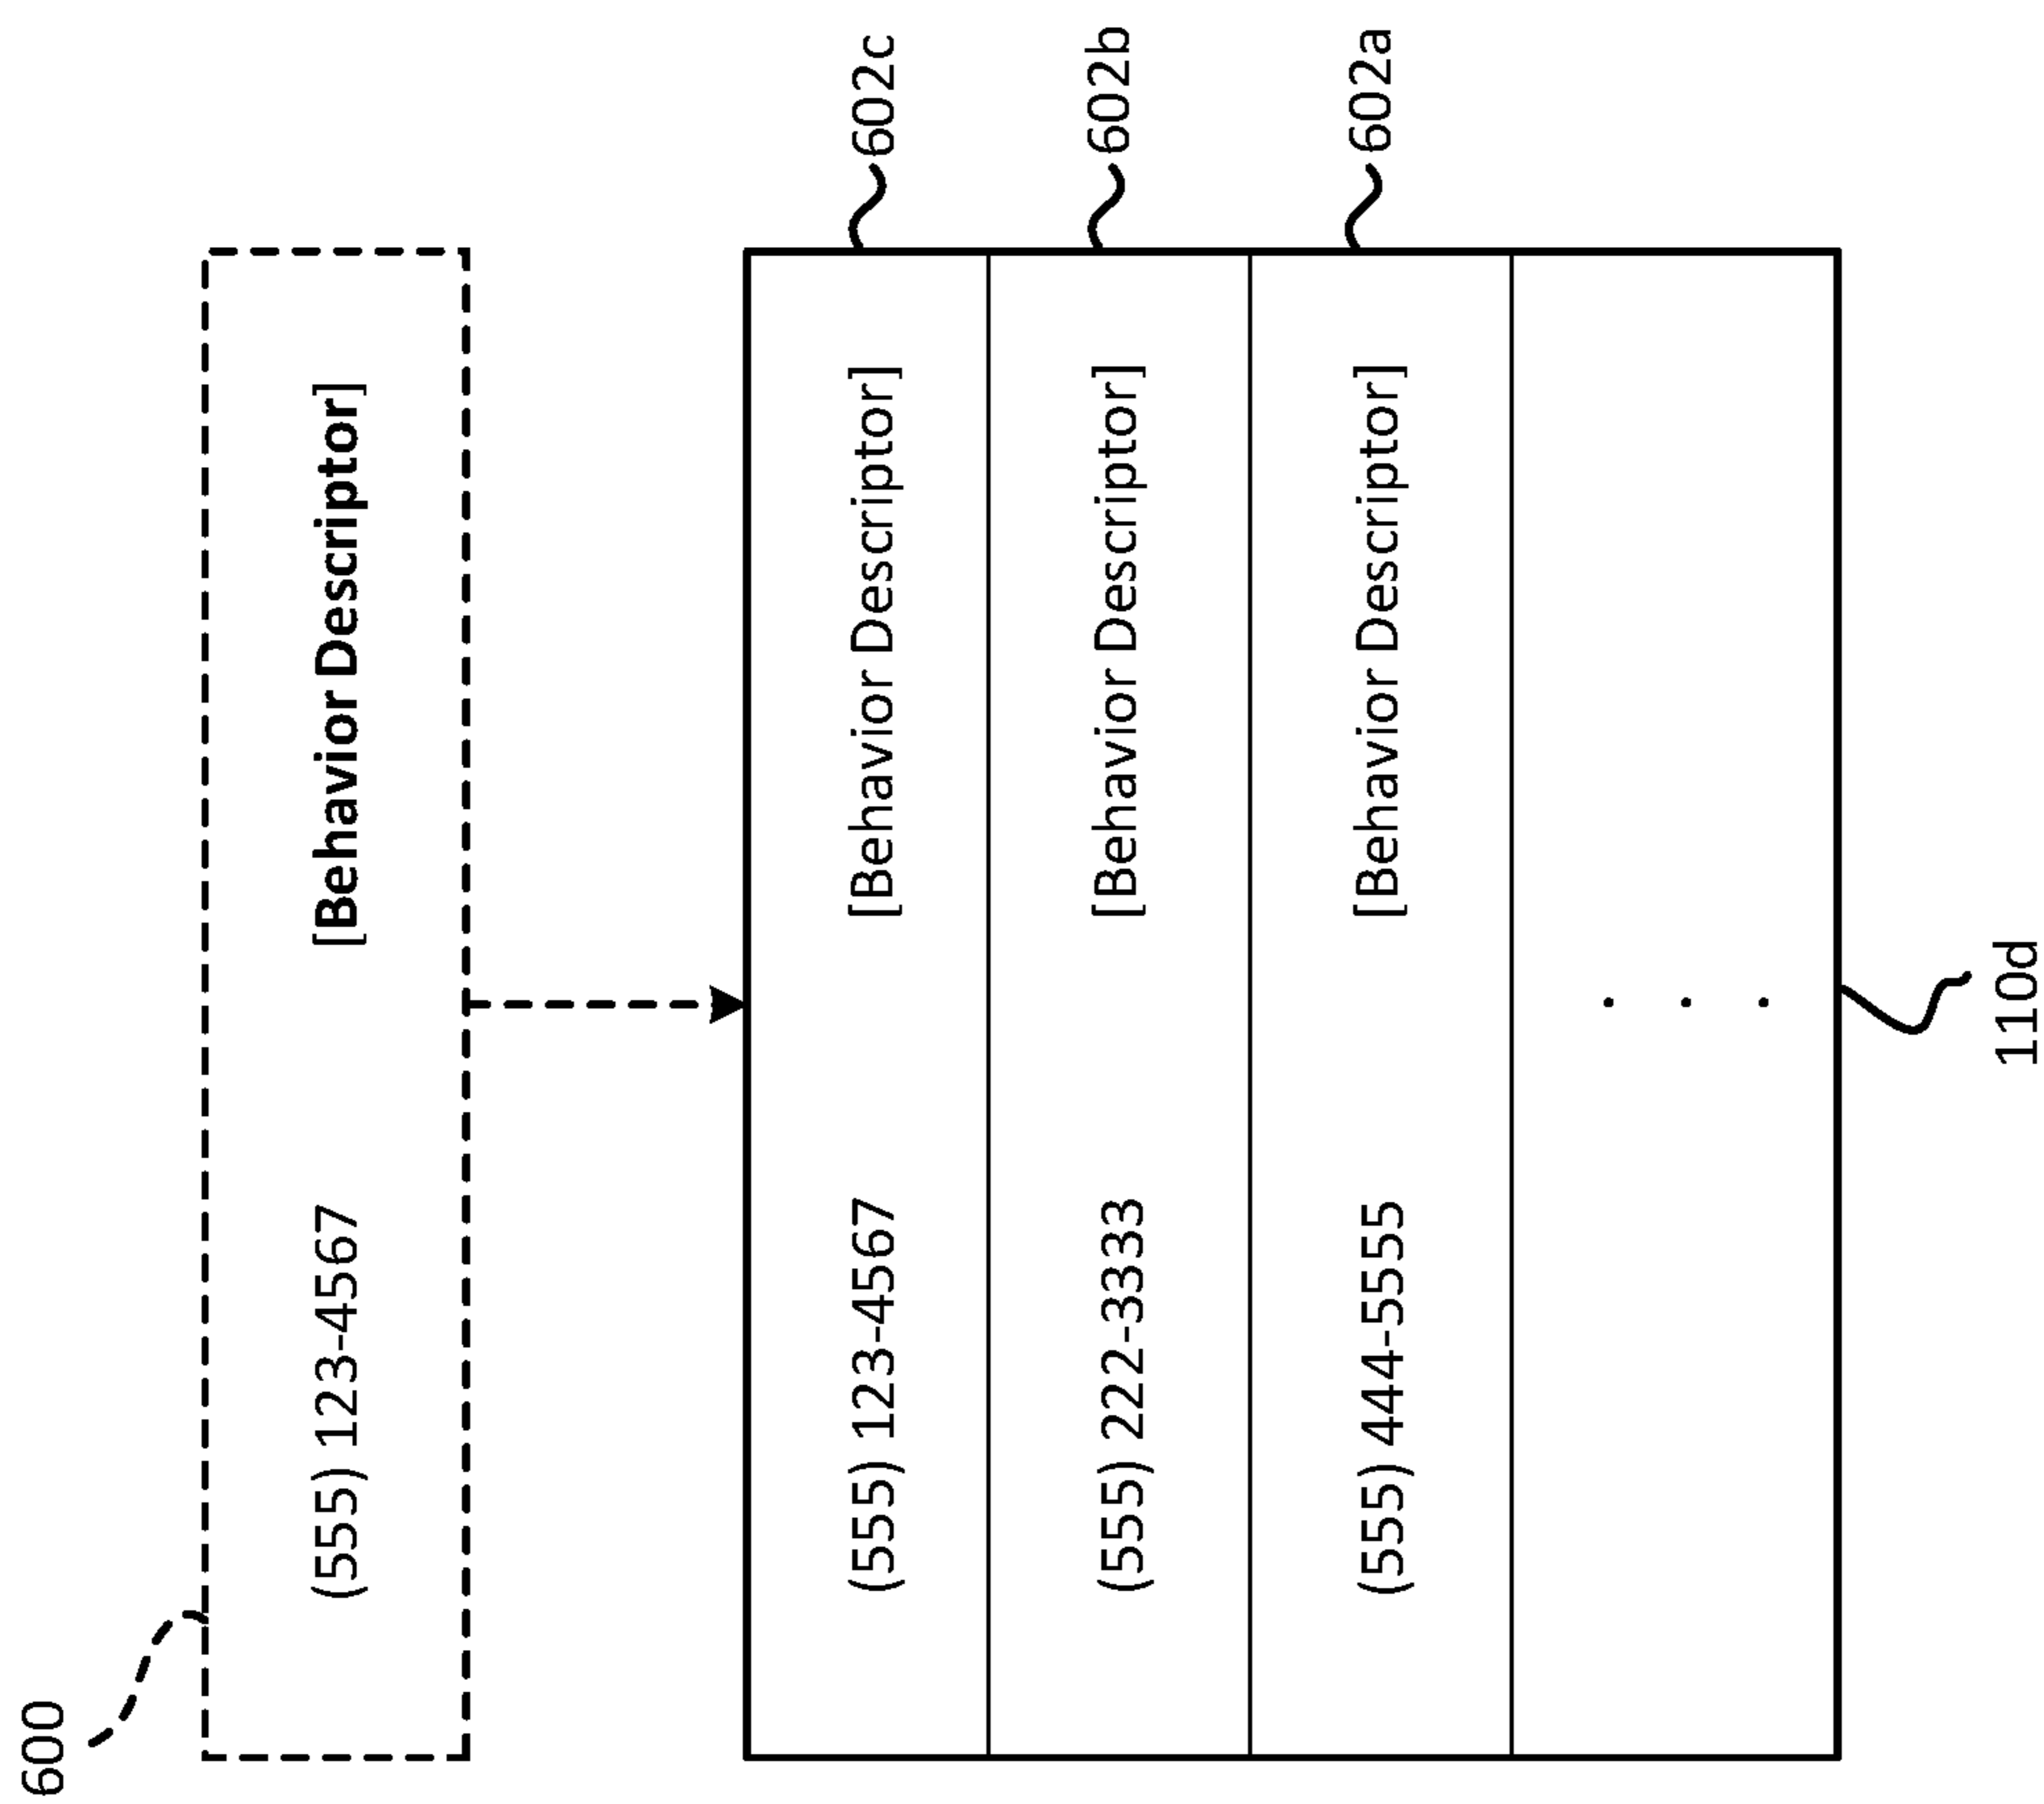 600
(555) 123-4567 [Behavior Descriptor]
(555) 123-4567 [Behavior Descriptor] 602c
(555) 222-3333 [Behavior Descriptor] 602b
(555) 444-5555 [Behavior Descriptor] 602a
. . .
110d